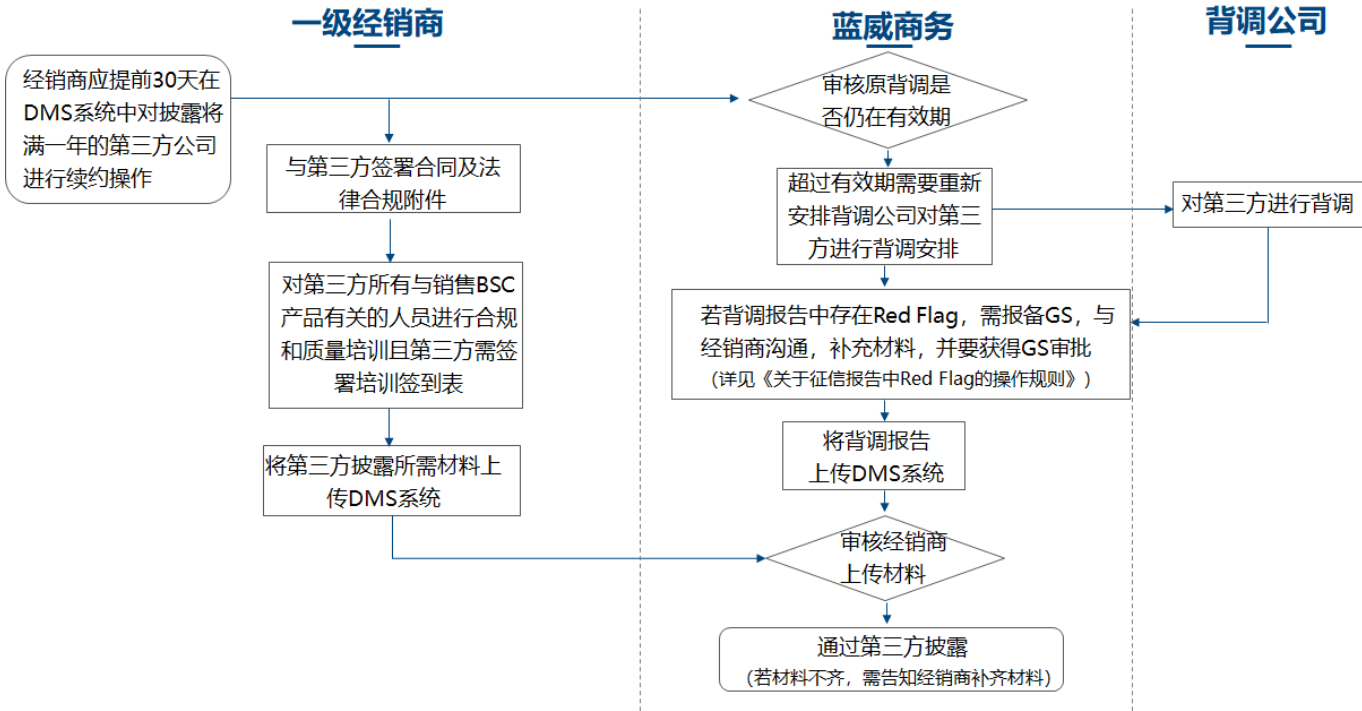 一级经销商
蓝威商务
背调公司
经销商应提前30天在
DMS系统中对披露将
满一年的第三方公司
进行续约操作
与第三方签署合同及法
律合规附件
对第三方所有与销售BSC
产品有关的人员进行合规
和质量培训且第三方需签
署培训签到表
将第三方披露所需材料上
传DMS系统
审核原背调是
否仍在有效期
超过有效期需要重新
安排背调公司对第三
方进行背调安排
对第三方进行背调
若背调报告中存在Red Flag，需报备GS，与
经销商沟通，补充材料，并要获得GS审批
（详见《关于征信报告中Red Flag的操作规则》）
将背调报告
上传DMS系统
审核经销商
上传材料
通过第三方披露
（若材料不齐，需告知经销商补齐材料）